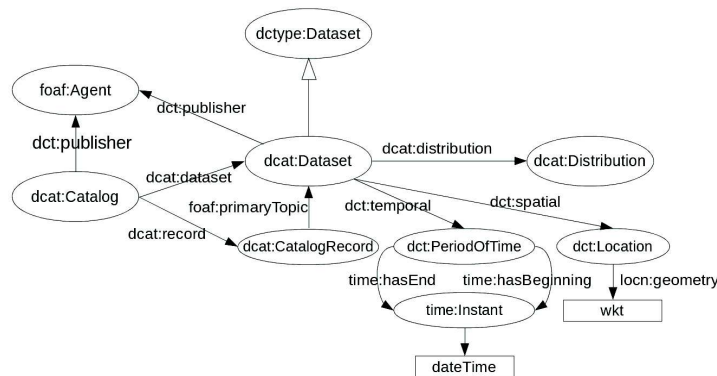 dctype:Dataset
foaf:Agent
dct:publisher
dct:publisher
dcat:Dataset
dcat:distribution
dcat:Distribution
dcat:dataset
dcat:Catalog
foaf:primaryTopic
dct:temporal
dct:spatial
dcat:record
dcat:CatalogRecord
dct:PeriodOfTime
dct:Location
time:hasEnd
time:hasBeginning
locn:geometry
time:Instant
wkt
dateTime